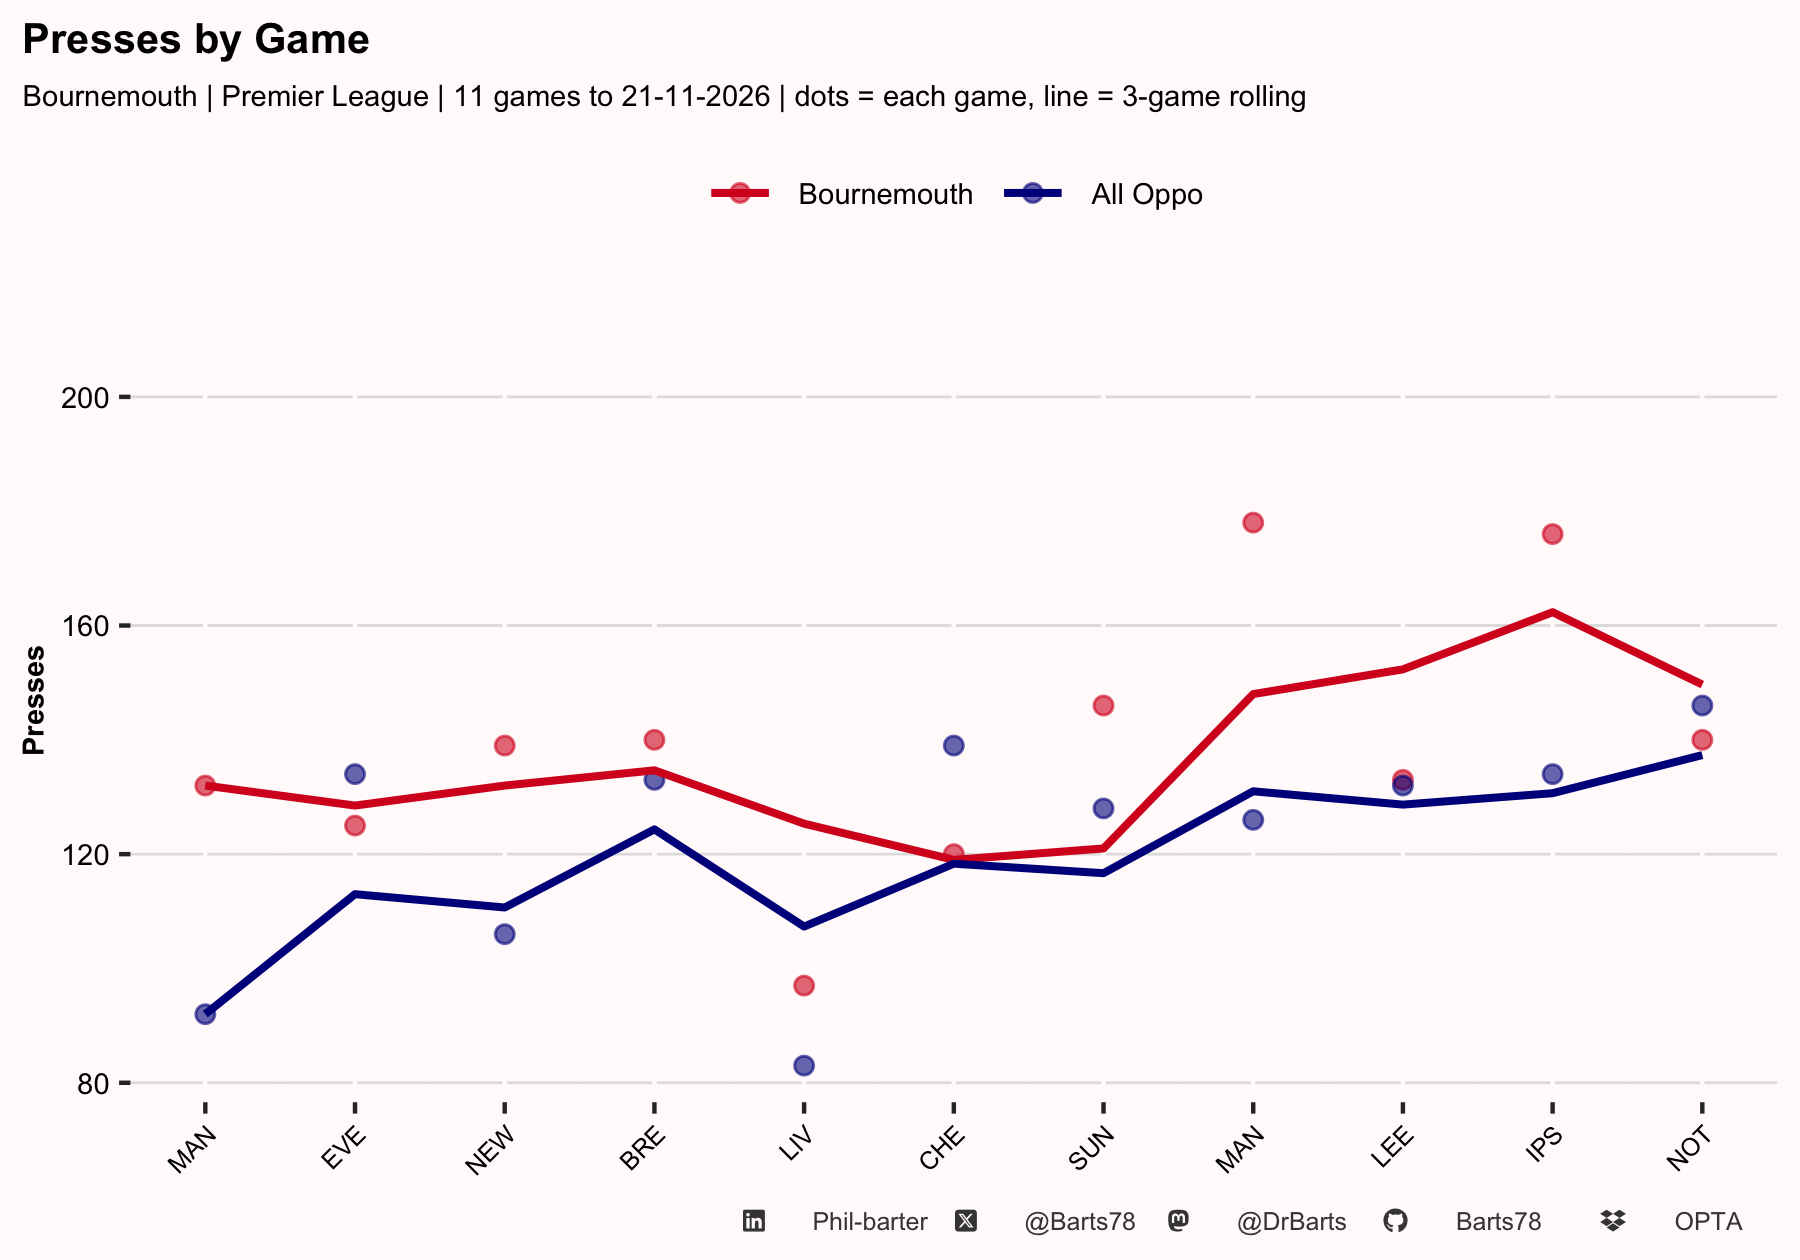 Presses by Game
Bournemouth | Premier League | 11 games to 21-11-2026 | dots = each game, line = 3-game rolling
Bournemouth All Oppo
200
160
120
80
Presses
MAN EVE NEW BRE LIV CHE SUN MAN LEE IPS NOT
Phil-barter @Barts78 @DrBarts Barts78 OPTA